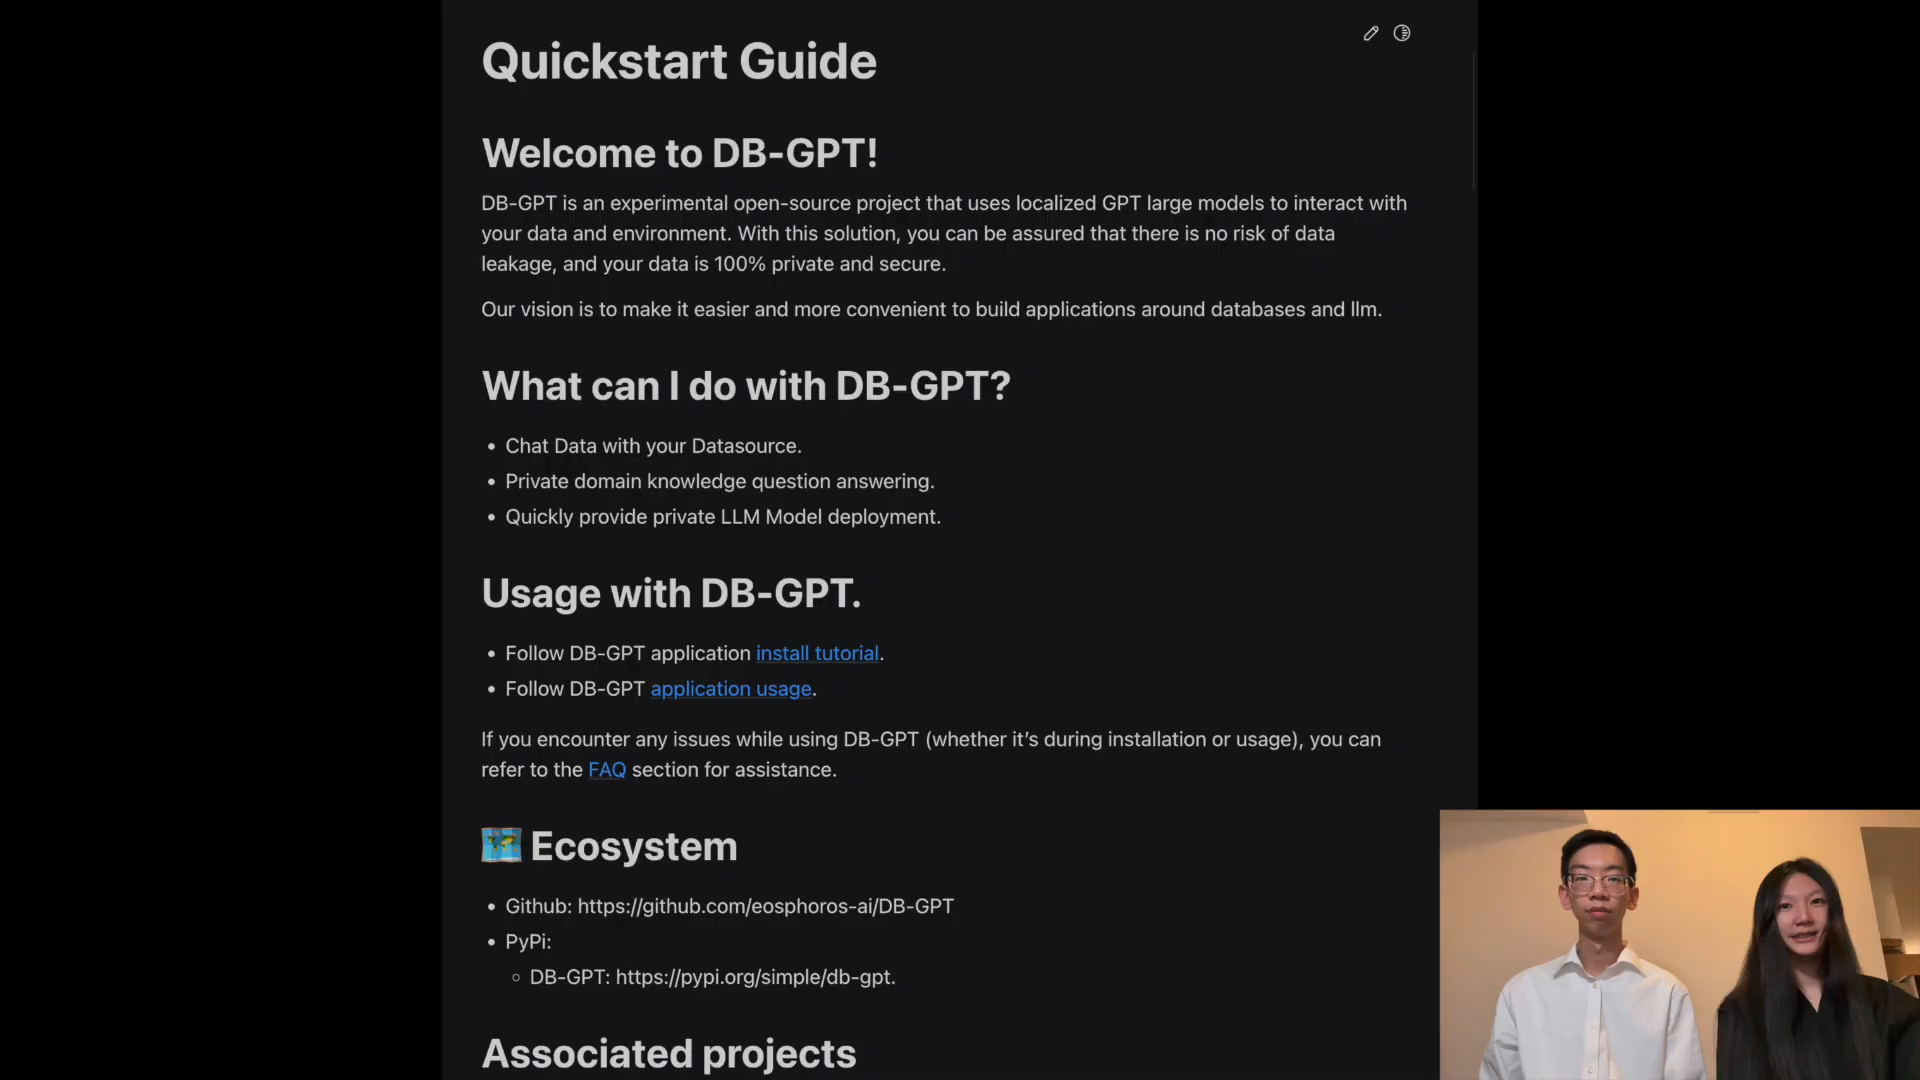 Quickstart Guide
Welcome to DB-GPT!
DB-GPT is an experimental open-source project that uses localized GPT large models to interact with
your data and environment. With this solution, you can be assured that there is no risk of data
leakage, and your data is 100% private and secure.
Our vision is to make it easier and more convenient to build applications around databases and llm.
What can I do with DB-GPT?
• Chat Data with your Datasource.
• Private domain knowledge question answering.
• Quickly provide private LLM Model deployment.
Usage with DB-GPT.
• Follow DB-GPT application install tutorial.
• Follow DB-GPT application usage.
If you encounter any issues while using DB-GPT (whether it’s during installation or usage), you can
refer to the FAQ section for assistance.
🗺️ Ecosystem
• Github: https://github.com/eosphoros-ai/DB-GPT
• PyPi:
◦ DB-GPT: https://pypi.org/simple/db-gpt.
Associated projects